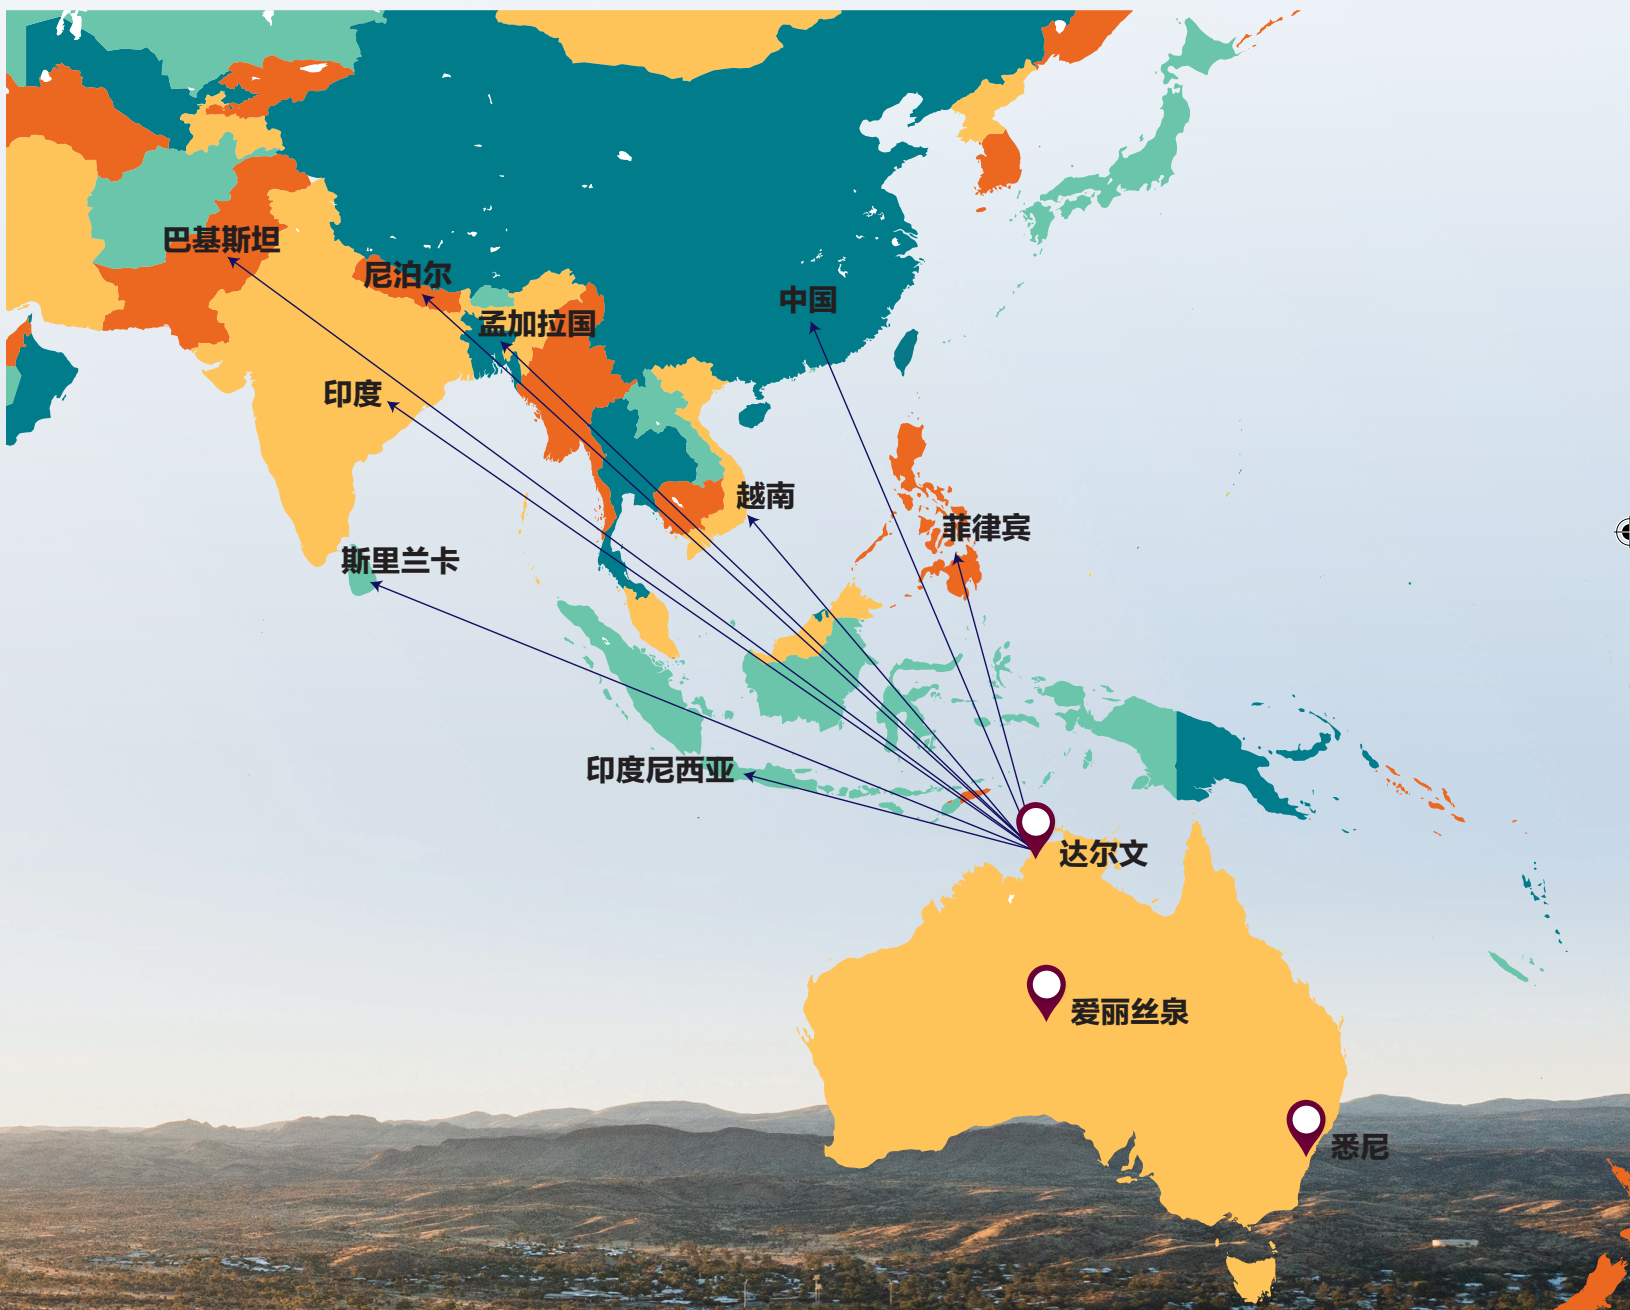 巴基斯坦
尼泊尔
中国
孟加拉国
印度
越南
菲律宾
斯里兰卡
印度尼西亚
达尔文
爱丽丝泉
悉尼